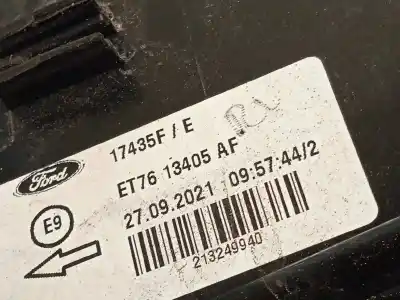 17435F / E
Ford
ET76 13405 AF
E9
27.09.2021 09:57:44/2
213249940